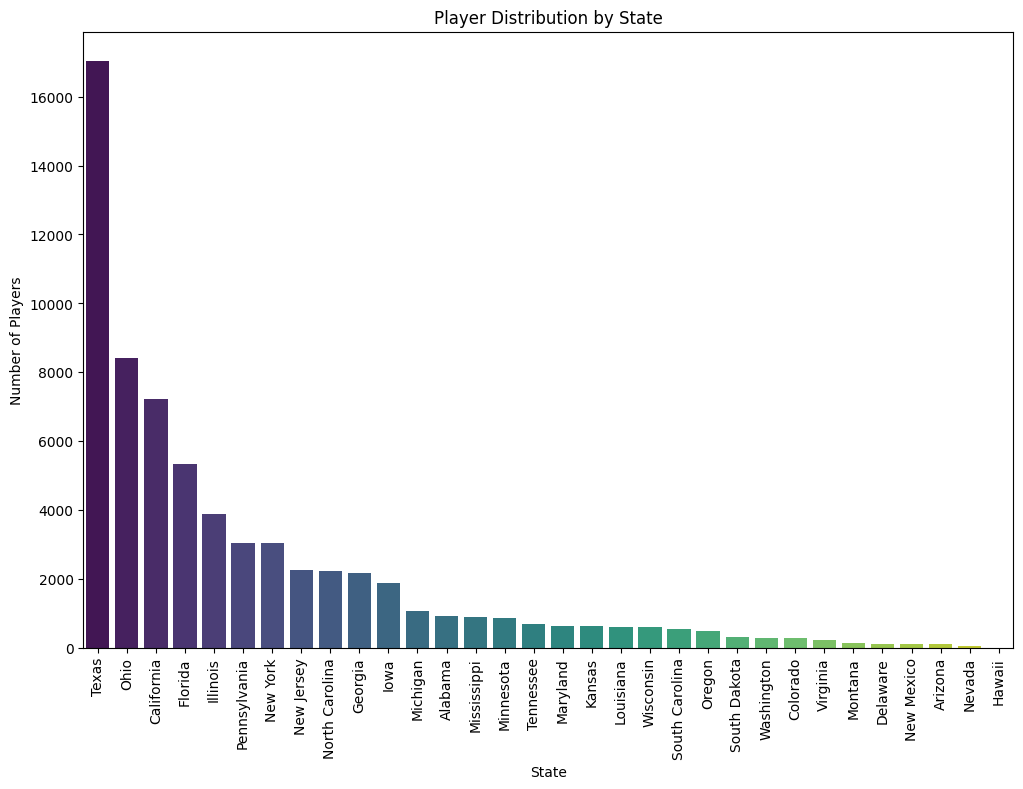 Player Distribution by State
Number of Players
16000
14000
12000
10000
8000
6000
4000
2000
0
Texas
Ohio
California
Florida
Illinois
Pennsylvania
New York
New Jersey
North Carolina
Georgia
Iowa
Michigan
Alabama
Mississippi
Minnesota
Tennessee
Maryland
Kansas
Louisiana
Wisconsin
South Carolina
Oregon
South Dakota
Washington
Colorado
Virginia
Montana
Delaware
New Mexico
Arizona
Nevada
Hawaii
State